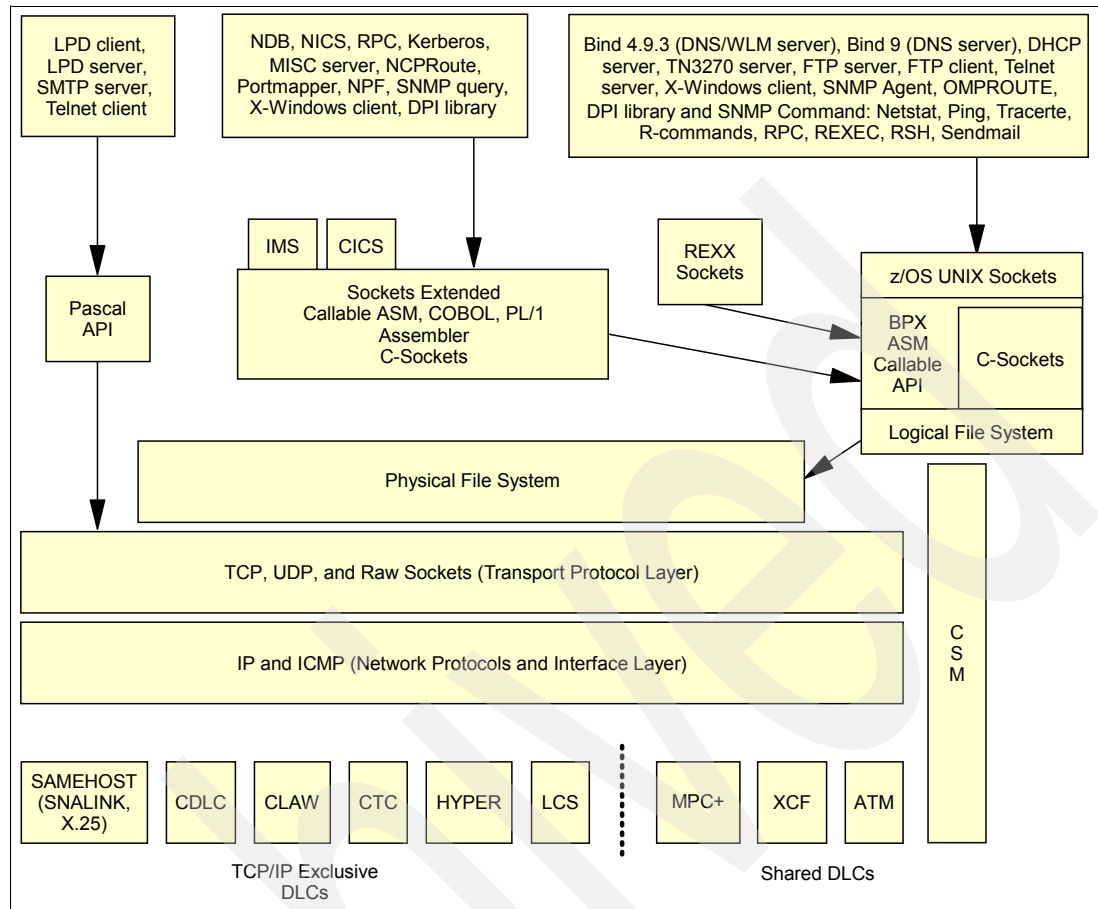 LPD client,
LPD server,
SMTP server,
Telnet client
NDB, NICS, RPC, Kerberos,
MISC server, NCPRoute,
Portmapper, NPF, SNMP query,
X-Windows client, DPI library
Bind 4.9.3 (DNS/WLM server), Bind 9 (DNS server), DHCP
server, TN3270 server, FTP server, FTP client, Telnet
server, X-Windows client, SNMP Agent, OMPROUTE,
DPI library and SNMP Command: Netstat, Ping, Tracerte,
R-commands, RPC, REXEC, RSH, Sendmail
IMS
CICS
REXX
Sockets
Pascal
API
Sockets Extended
Callable ASM, COBOL, PL/1
Assembler
C-Sockets
z/OS UNIX Sockets
BPX
ASM
Callable
API
C-Sockets
Logical File System
Physical File System
TCP, UDP, and Raw Sockets (Transport Protocol Layer)
IP and ICMP (Network Protocols and Interface Layer)
C
S
M
SAMEHOST
(SNALINK,
X.25)
CDLC
CLAW
CTC
HYPER
LCS
MPC+
XCF
ATM
TCP/IP Exclusive
DLCs
Shared DLCs